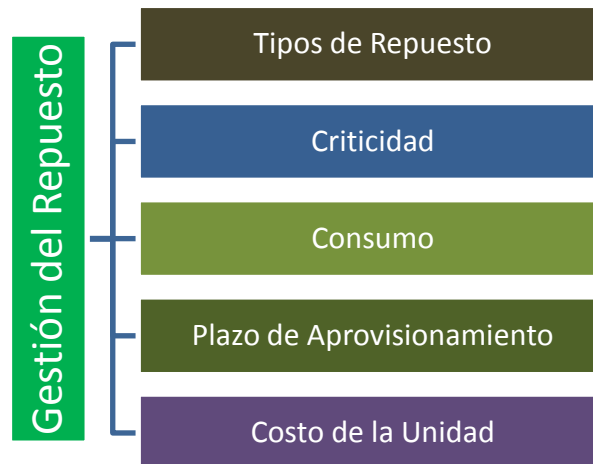 Gestión del Repuesto
Tipos de Repuesto
Criticidad
Consumo
Plazo de Aprovisionamiento
Costo de la Unidad